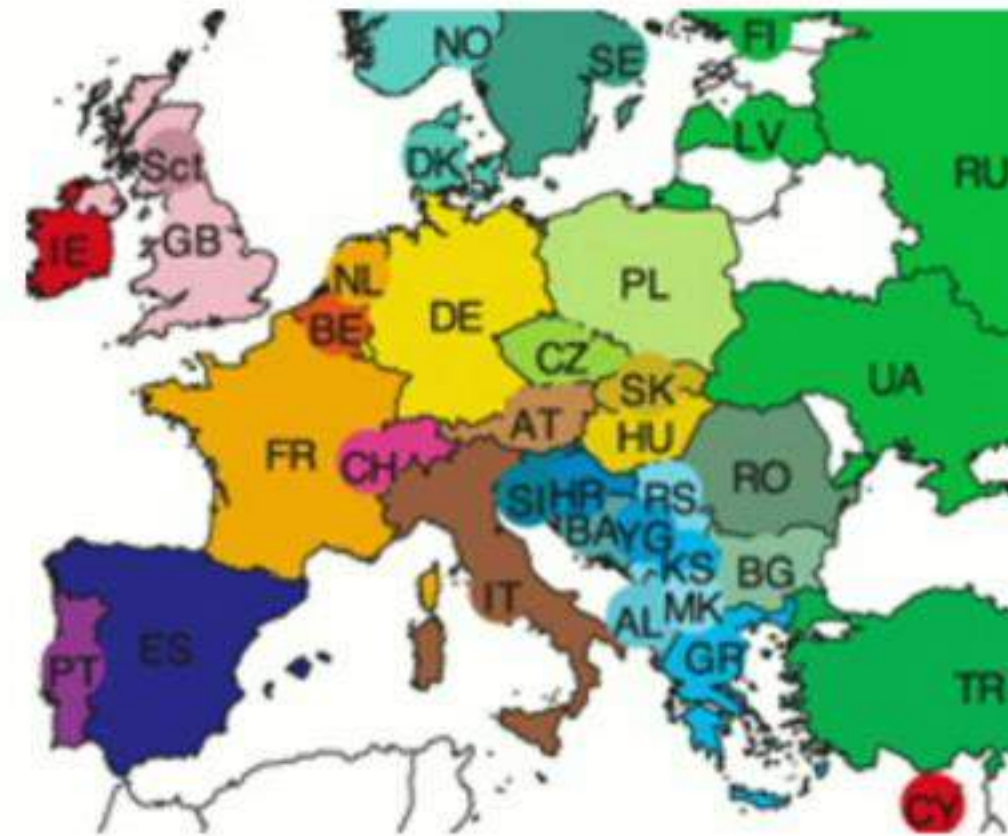 NO
FI
SE
LV
DK
Sct
RU
IE
GB
NL
PL
DE
BE
CZ
UA
SK
AT
HU
FR
CH
RO
SI
HR
RS
BA
YG
KS
BG
IT
MK
AL
ES
GR
PT
TR
CY